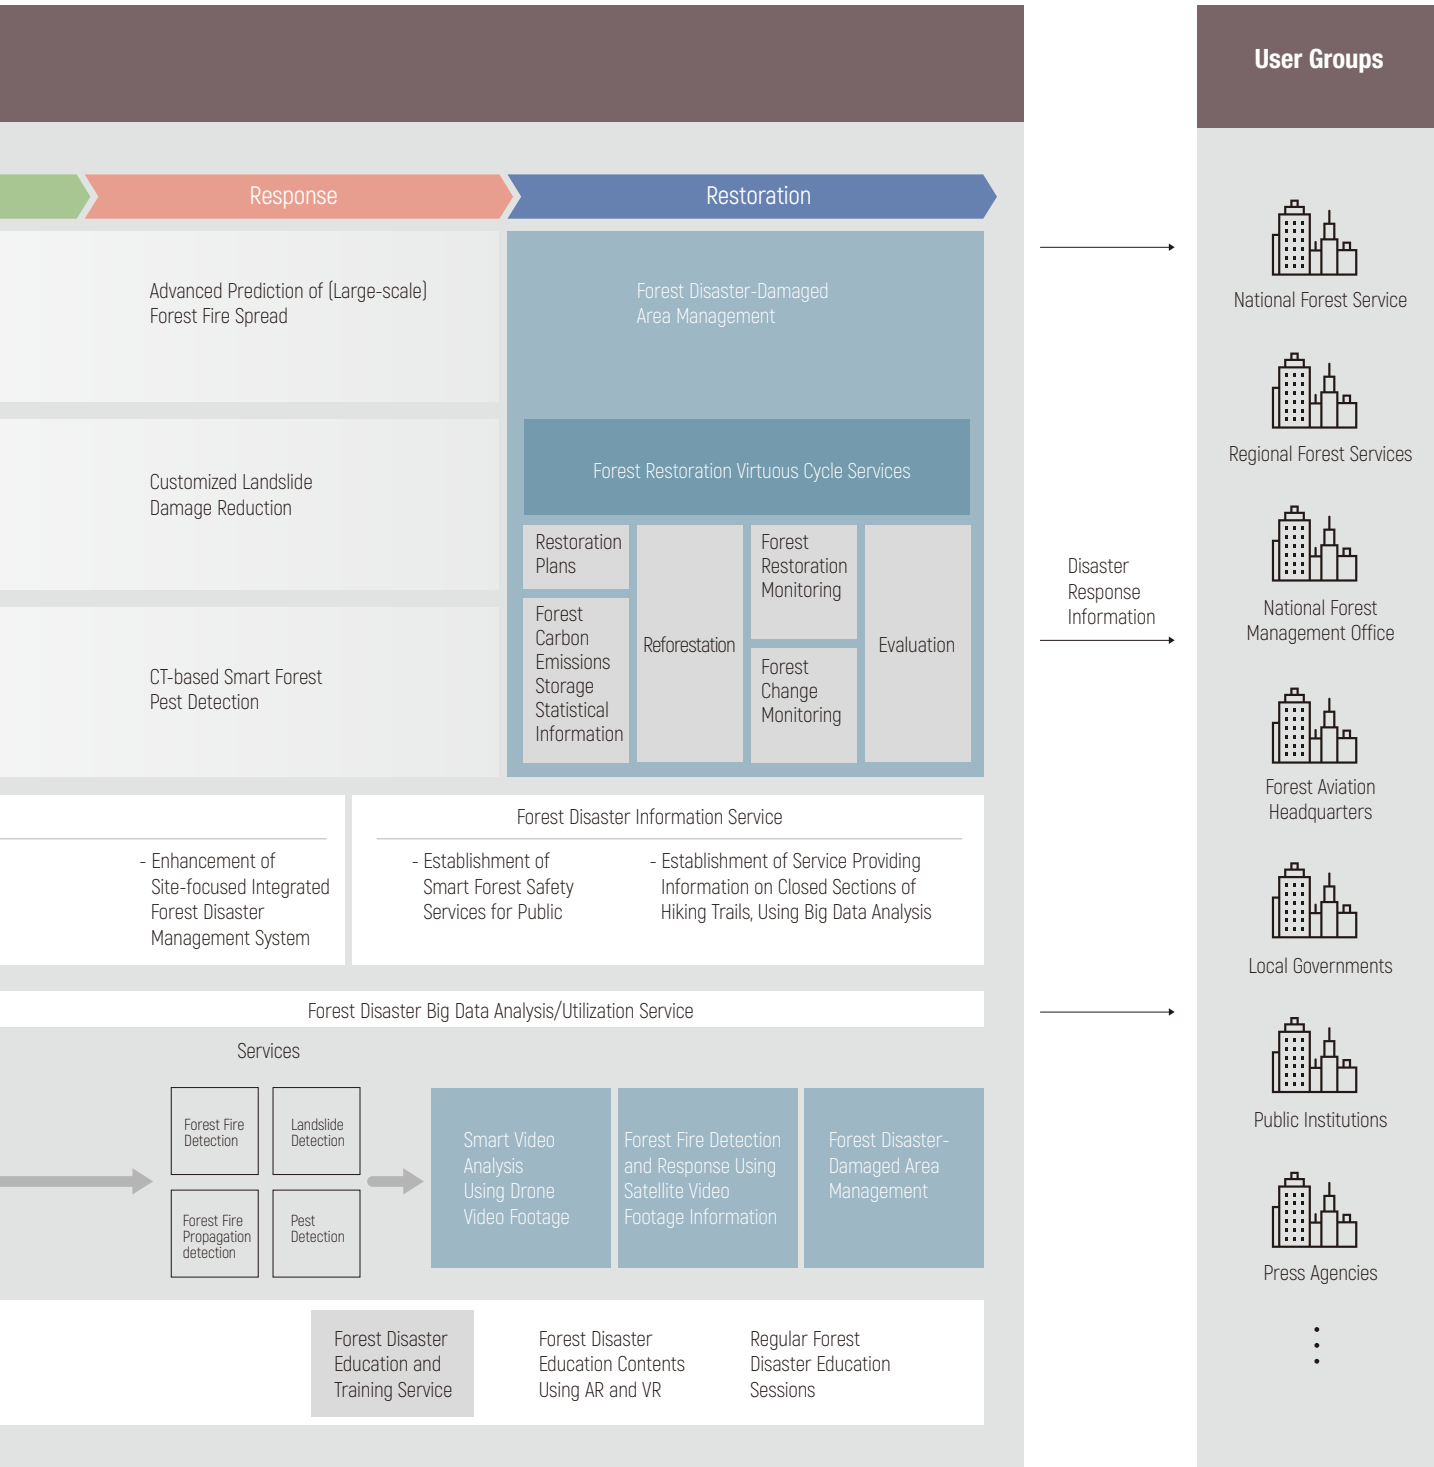 User Groups
Response
Restoration
Advanced Prediction of (Large-scale)
Forest Fire Spread
Forest Disaster-Damaged
Area Management
Customized Landslide
Damage Reduction
Forest Restoration Virtuous Cycle Services
CT-based Smart Forest
Pest Detection
Restoration
Plans
Forest
Carbon
Emissions
Storage
Statistical
Information
Reforestation
Forest
Restoration
Monitoring
Forest
Change
Monitoring
Evaluation
- Enhancement of
Site-focused Integrated
Forest Disaster
Management System
Forest Disaster Information Service
- Establishment of
Smart Forest Safety
Services for Public
- Establishment of Service Providing
Information on Closed Sections of
Hiking Trails, Using Big Data Analysis
Forest Disaster Big Data Analysis/Utilization Service
Services
Forest Fire
Detection
Landslide
Detection
Forest Fire
Propagation
detection
Pest
Detection
Smart Video
Analysis
Using Drone
Video Footage
Forest Fire Detection
and Response Using
Satellite Video
Footage Information
Forest Disaster-
Damaged Area
Management
Forest Disaster
Education and
Training Service
Forest Disaster
Education Contents
Using AR and VR
Regular Forest
Disaster Education
Sessions
Disaster
Response
Information
National Forest Service
Regional Forest Services
National Forest
Management Office
Forest Aviation
Headquarters
Local Governments
Public Institutions
Press Agencies